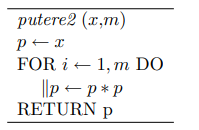 putere2 (x,m)
p ← x
FOR i ← 1, m DO
‖p ← p ∗ p
RETURN p